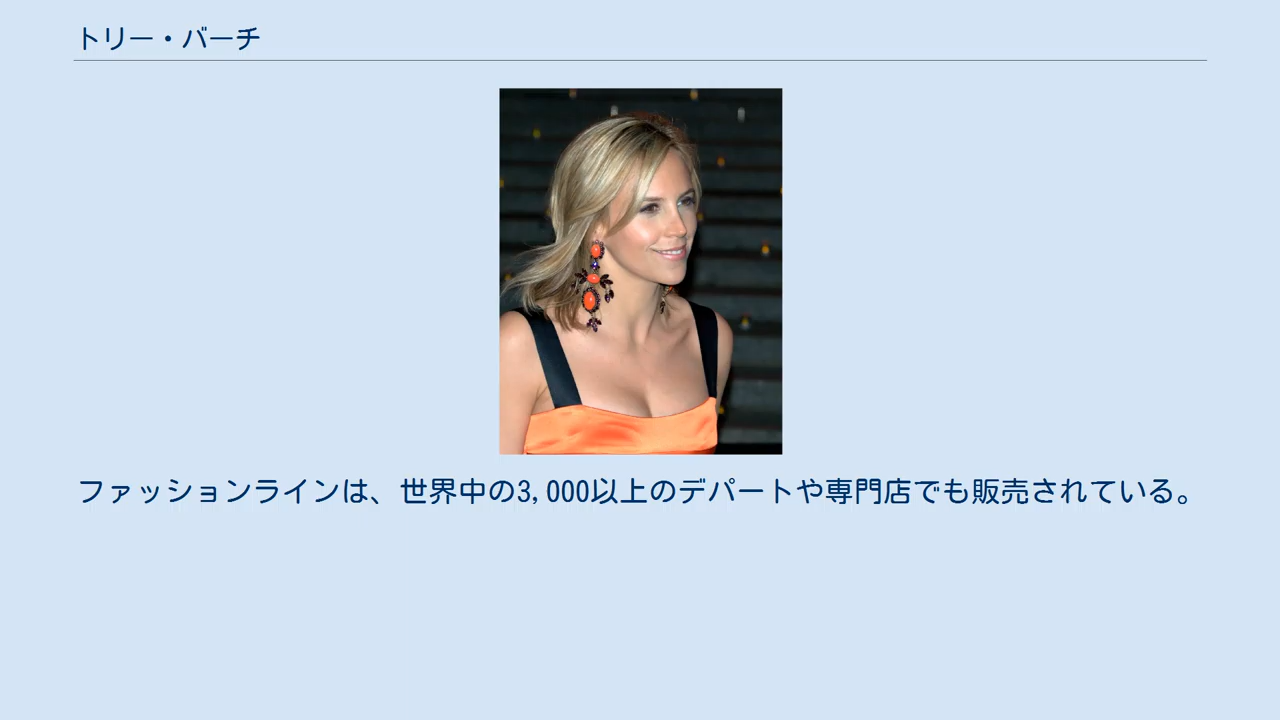 トリー・バーチ
ファッションラインは、世界中の3,000以上のデパートや専門店でも販売されている。